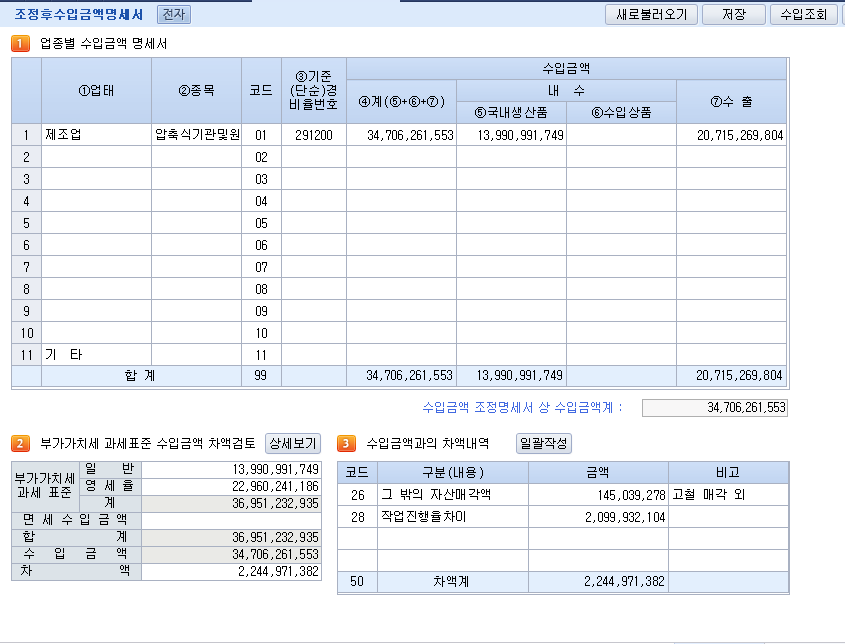 조정후수입금액명세서 전자 새로불러오기 저장 수입조회
1 업종별 수입금액 명세서
①업태 ②종목 코드 ③기준(단순)경비율번호 수입금액
④계(⑤+⑥+⑦) 내 수 ⑦수 출
⑤국내생산품 ⑥수입상품
1 제조업 압축식기관및원 01 291200 34,706,261,553 13,990,991,749 20,715,269,804
2 02
3 03
4 04
5 05
6 06
7 07
8 08
9 09
10 10
11 기 타 11
합 계 99 34,706,261,553 13,990,991,749 20,715,269,804
수입금액 조정명세서 상 수입금액계 : 34,706,261,553
2 부가가치세 과세표준 수입금액 차액검토 상세보기
부가가치세 과세 표준 일 반 13,990,991,749
영 세 율 22,960,241,186
계 36,951,232,935
면 세 수 입 금 액
합 계 36,951,232,935
수 입 금 액 34,706,261,553
차 액 2,244,971,382
3 수입금액과의 차액내역 일괄작성
코드 구분(내용) 금액 비고
26 그 밖의 자산매각액 145,039,278 고철 매각 외
28 작업진행율차이 2,099,932,104
50 차액계 2,244,971,382